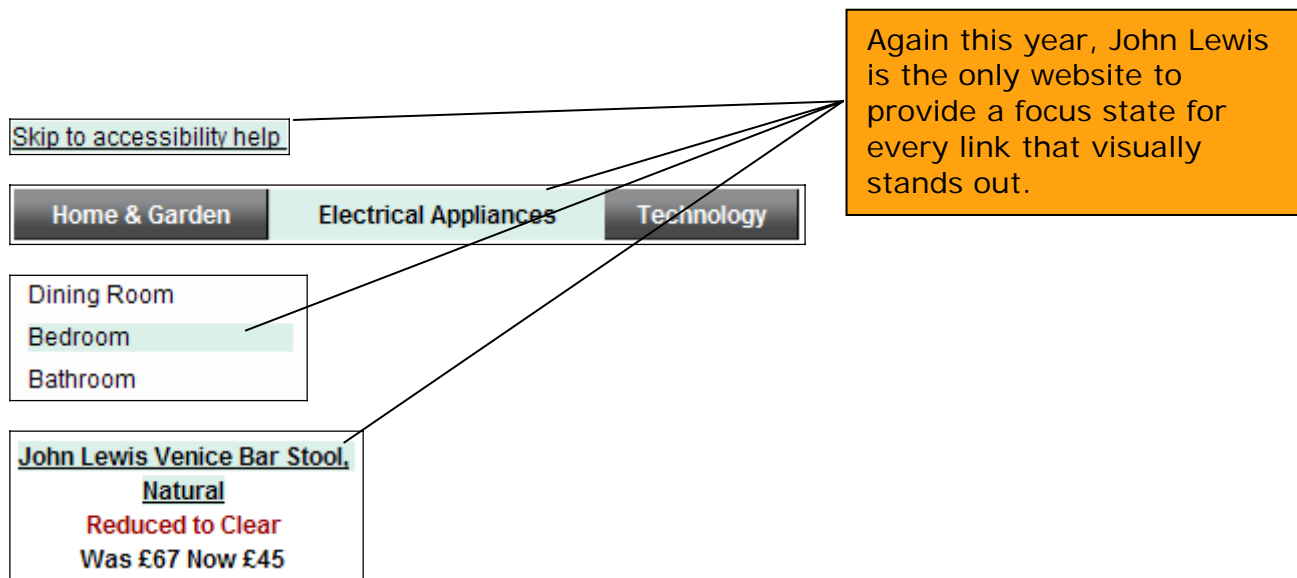 Again this year, John Lewis
is the only website to
provide a focus state for
every link that visually
stands out.
Skip to accessibility help
Home & Garden Electrical Appliances Technology
Dining Room
Bedroom
Bathroom
John Lewis Venice Bar Stool,
Natural
Reduced to Clear
Was £67 Now £45